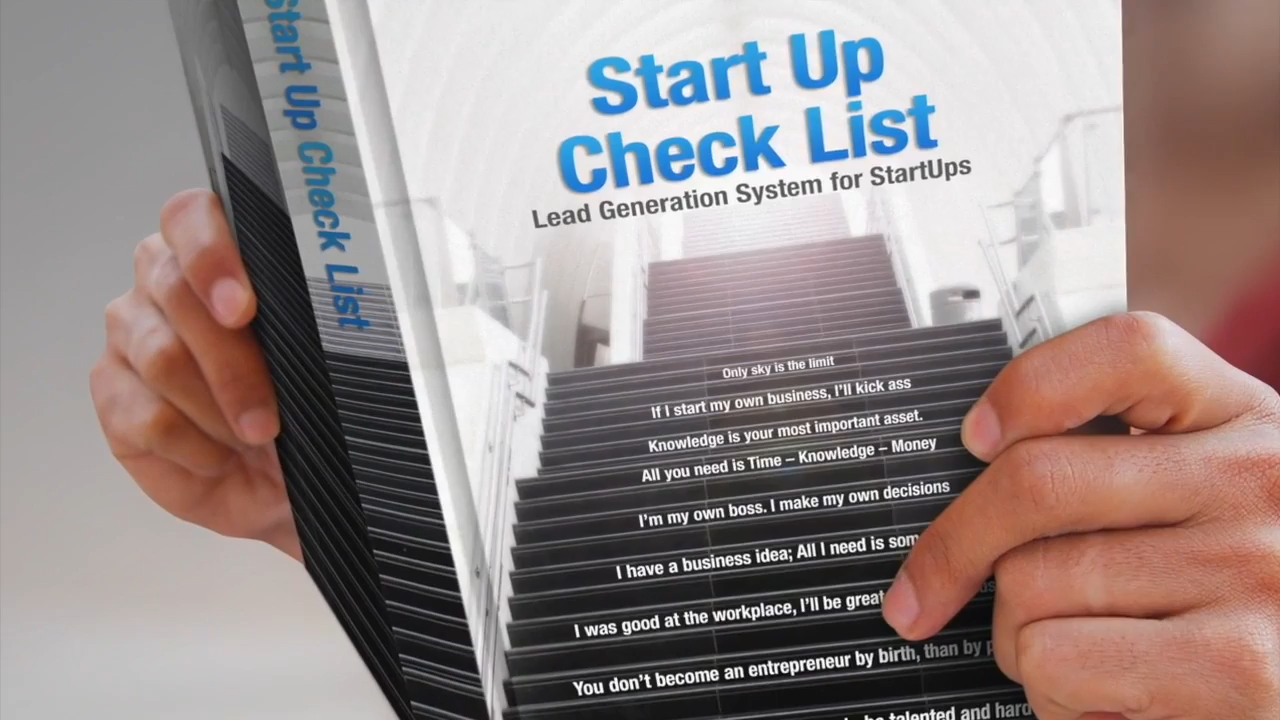 Start Up Check List
Start Up
Check List
Lead Generation System for StartUps
Only sky is the limit
If I start my own business, I'll kick ass
Knowledge is your most important asset.
All you need is Time – Knowledge – Money
I'm my own boss. I make my own decisions
I have a business idea; All I need is
I was good at the workplace, I'll be great
You don't become an entrepreneur by birth, than by
be talented and hard